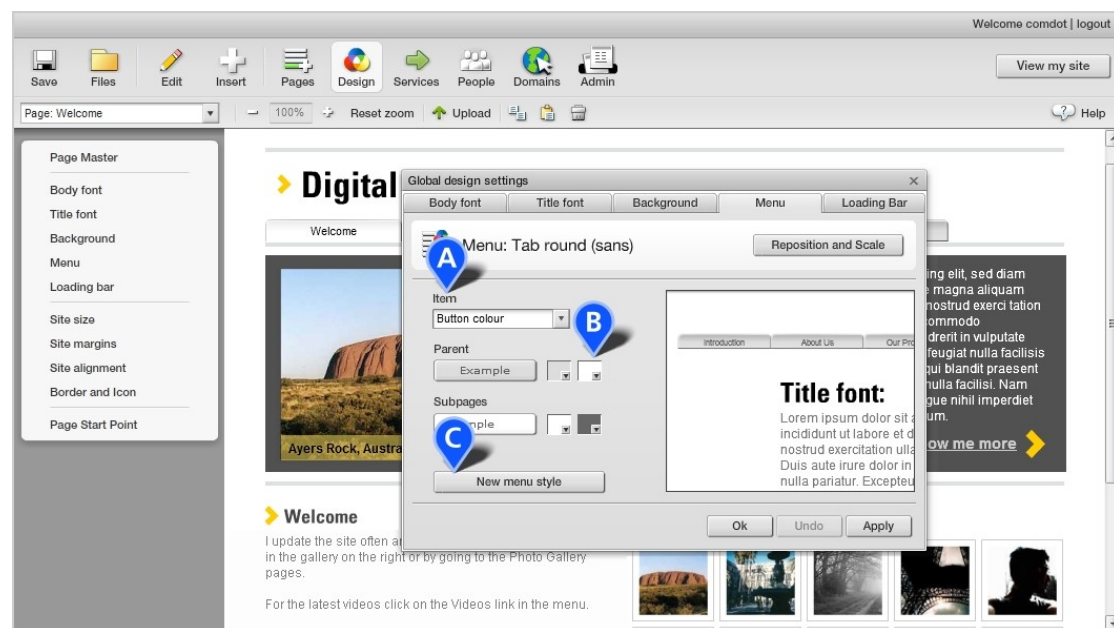 Welcome comdot | logout
Save Files Edit Insert Pages Design Services People Domains Admin
View my site
Page: Welcome
100% Reset zoom Upload
Help
Page Master
Body font
Title font
Background
Menu
Loading bar
Site size
Site margins
Site alignment
Border and Icon
Page Start Point
Digital
Welcome
Ayers Rock, Austra
Global design settings
Body font Title font Background Menu Loading Bar
Menu: Tab round (sans)
Reposition and Scale
A
Item
Button colour
B
Parent
Example
Subpages
mple
C
New menu style
Introduction About Us Our Pro
Title font:
Lorem ipsum dolor sit a
incididunt ut labore et d
nostrud exercitation ulla
Duis aute irure dolor in
nulla pariatur. Excepteu
Ok Undo Apply
ing elit, sed diam
magna aliquam
nostrud exerci tation
ommodo
drerit in vulputate
feugiat nulla facilisis
qui blandit praesent
nulla facilisi. Nam
gue nihil imperdiet
um.
ow me more
Welcome
I update the site often a
in the gallery on the right or by going to the Photo Gallery
pages.
For the latest videos click on the Videos link in the menu.